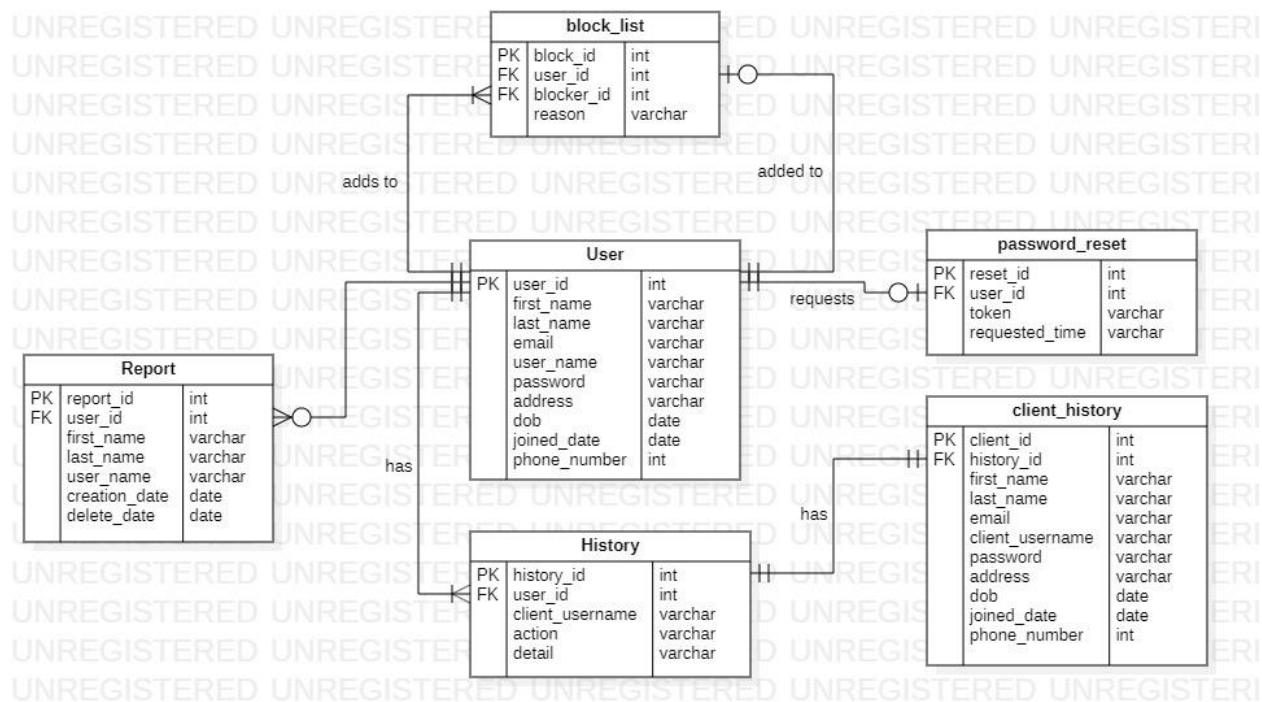 block_list
PK block_id int
FK user_id int
FK blocker_id int
reason varchar
adds to
added to
User
PK user_id int
first_name varchar
last_name varchar
email varchar
user_name varchar
password varchar
address varchar
dob date
joined_date date
phone_number int
requests
password_reset
PK reset_id int
FK user_id int
token varchar
requested_time varchar
Report
PK report_id int
FK user_id int
first_name varchar
last_name varchar
user_name varchar
creation_date date
delete_date date
has
History
PK history_id int
FK user_id int
client_username varchar
action varchar
detail varchar
has
client_history
PK client_id int
FK history_id int
first_name varchar
last_name varchar
email varchar
client_username varchar
password varchar
address varchar
dob date
joined_date date
phone_number int
UNREGISTERED UNREGISTERED UNREGISTERED UNREGISTERED UNREGISTERI